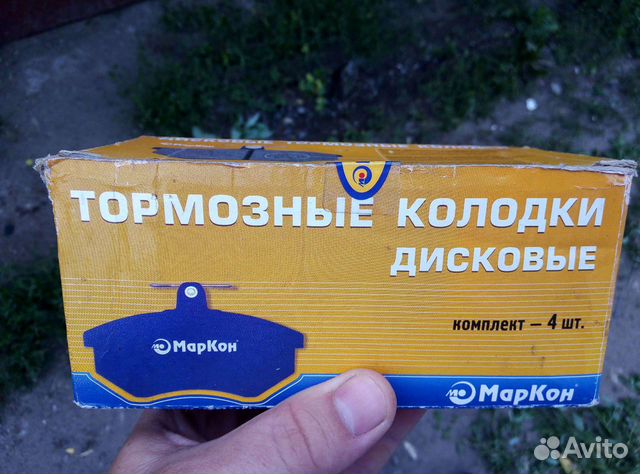 ТОРМОЗНЫЕ КОЛОДКИ
ДИСКОВЫЕ
комплект – 4 шт.
МарКон
МарКон
Avito